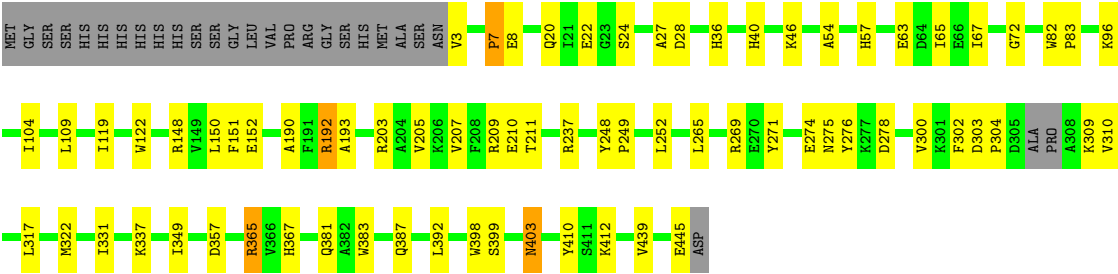 MET GLY SER SER HIS HIS HIS HIS HIS HIS SER SER GLY LEU VAL PRO ARG GLY SER HIS MET ALA SER ASN V3 P7 E8 Q20 I21 E22 G23 S24 A27 D28 H36 H40 K46 A54 H57 E63 D64 I65 E66 I67 G72 W82 P83 K96
I104 L109 I119 W122 R148 V149 L150 F151 E152 A190 F191 R192 A193 R203 A204 V205 K206 V207 F208 R209 E210 T211 R237 Y248 P249 L252 L265 R269 E270 Y271 E274 N275 Y276 K277 D278 V300 K301 F302 D303 P304 D305 ALA PRO A308 K309 V310
L317 M322 I331 K337 I349 D357 R365 V366 H367 Q381 A382 W383 Q387 L392 W398 S399 N403 Y410 S411 K412 V439 E445 ASP